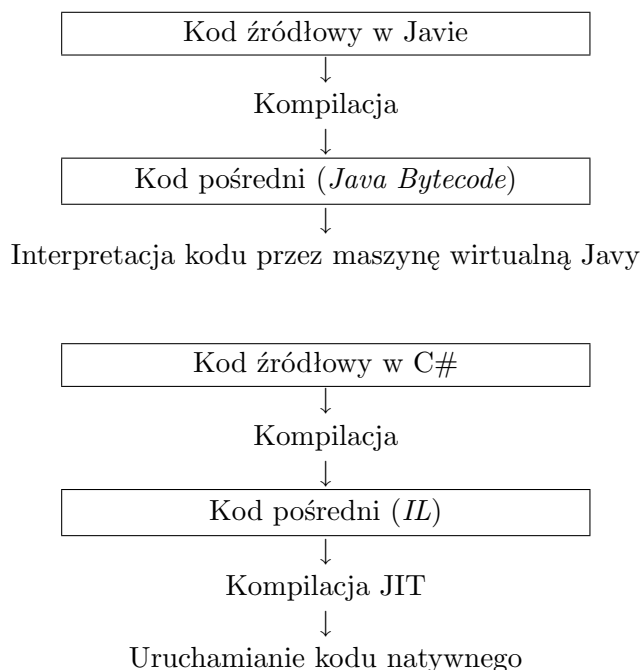 Kod źródłowy w Javie
↓
Kompilacja
↓
Kod pośredni (Java Bytecode)
↓
Interpretacja kodu przez maszynę wirtualną Javy
Kod źródłowy w C#
↓
Kompilacja
↓
Kod pośredni (IL)
↓
Kompilacja JIT
↓
Uruchamianie kodu natywnego